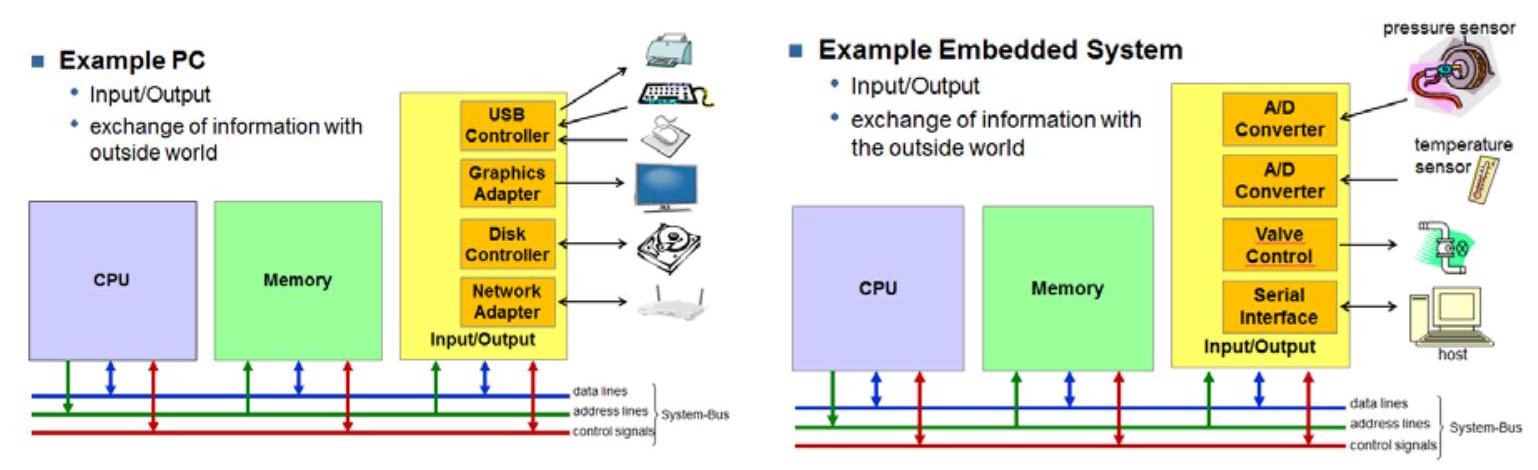 Example PC
Input/Output
exchange of information with
outside world
USB
Controller
Graphics
Adapter
Disk
Controller
Network
Adapter
Input/Output
CPU
Memory
data lines
address lines
control signals
System-Bus
Example Embedded System
Input/Output
exchange of information with
the outside world
pressure sensor
A/D
Converter
temperature
sensor
A/D
Converter
Valve
Control
Serial
Interface
Input/Output
host
CPU
Memory
data lines
address lines
control signals
System-Bus